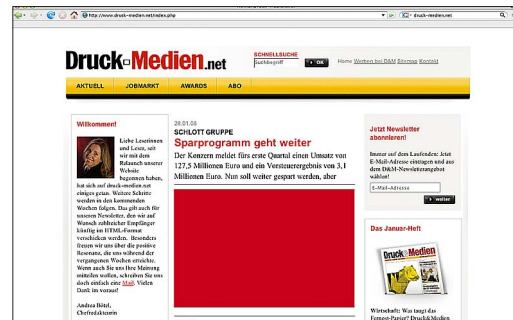 http://www.druck-medien.net/index.php
druck-medien.net
Druck Medien.net
SCHNELLSUCHE
Suchbegriff
OK
Home Werben bei D&M Sitemap Kontakt
AKTUELL JOBMARKT AWARDS ABO
Willkommen!
Liebe Leserinnen
und Leser, seit
wir mit dem
Relaunch unserer
Website
begonnen haben,
hat sich auf druck-medien.net
einiges getan. Weitere Schritte
werden in den kommenden
Wochen folgen. Das gilt auch für
unseren Newsletter, den wir auf
Wunsch zahlreicher Empfänger
künftig im HTML-Format
verschicken werden. Besonders
freuen wir uns über die positive
Resonanz, die uns während der
vergangenen Wochen erreichte.
Wenn auch Sie uns Ihre Meinung
mitteilen wollen, schreiben Sie uns
doch einfach eine Mail. Vielen
Dank im voraus!
Andrea Bötel,
Chefredakteurin
28.01.08
SCHLOTT GRUPPE
Sparprogramm geht weiter
Der Konzern meldet fürs erste Quartal einen Umsatz von
127,5 Millionen Euro und ein Vorsteuerergebnis von 3,1
Millionen Euro. Nun soll weiter gespart werden, aber
Jetzt Newsletter
abonnieren!
Immer auf dem Laufenden: Jetzt
E-Mail-Adresse eintragen und aus
dem D&M-Newsletterangebot
wählen!
E-Mail-Adresse
weiter
Das Januar-Heft
Druck Medien
Wirtschaft: Was taugt das
Fernost-Papier? Druck&Medien